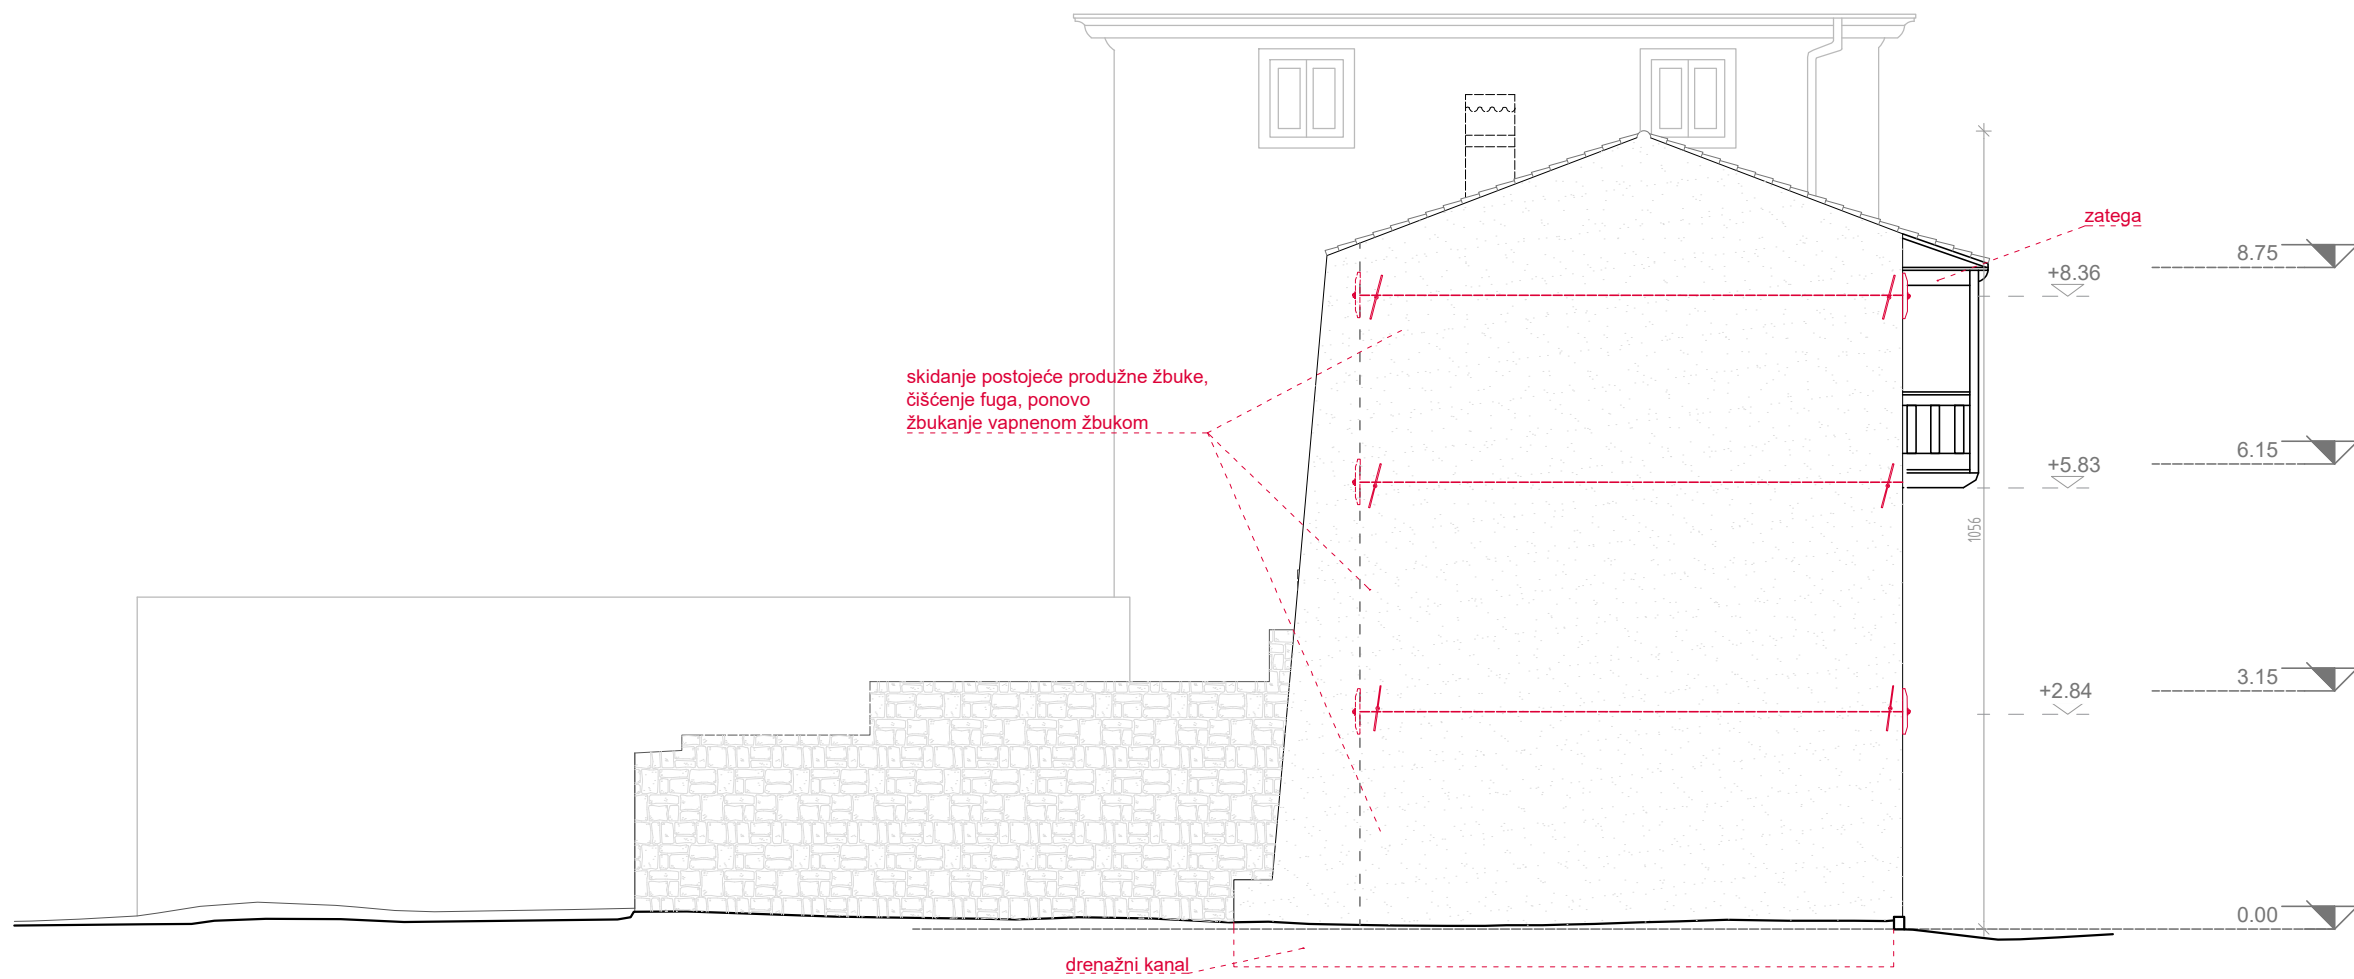 zatega
8.75
+8.36
skidanje postojeće produžne žbuke,
čišćenje fuga, ponovo
žbukanje vapnenom žbukom
6.15
+5.83
1056
3.15
+2.84
0.00
drenažni kanal